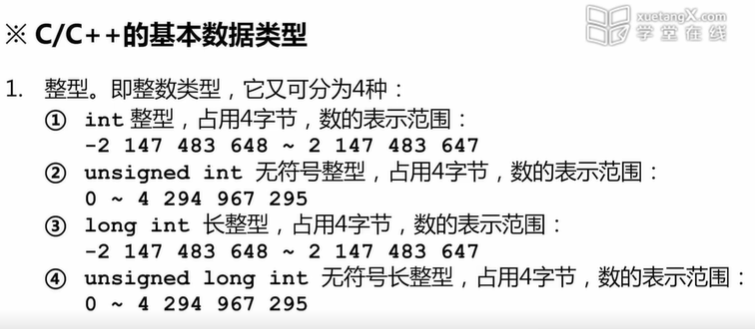 ※ C/C++的基本数据类型
xuetangX.com
学堂在线
1. 整型。即整数类型，它又可分为4种：
① int 整型，占用4字节，数的表示范围：
-2 147 483 648 ~ 2 147 483 647
② unsigned int 无符号整型，占用4字节，数的表示范围：
0 ~ 4 294 967 295
③ long int 长整型，占用4字节，数的表示范围：
-2 147 483 648 ~ 2 147 483 647
④ unsigned long int 无符号长整型，占用4字节，数的表示范围：
0 ~ 4 294 967 295